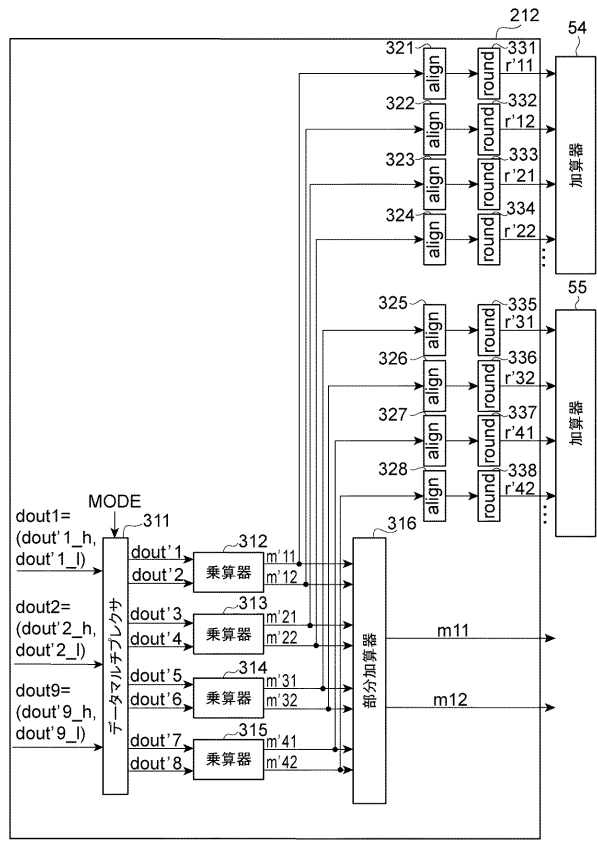 212
54
321
align
331
round
r'11
322
align
332
round
r'12
323
align
333
round
r'21
324
align
334
round
r'22
加算器
55
325
align
335
round
r'31
326
align
336
round
r'32
327
align
337
round
r'41
328
align
338
round
r'42
加算器
MODE
311
データマルチプレクサ
dout1=
(dout'1_h,
dout'1_l)
dout2=
(dout'2_h,
dout'2_l)
dout9=
(dout'9_h,
dout'9_l)
dout'1
dout'2
312
乗算器
m'11
m'12
dout'3
dout'4
313
乗算器
m'21
m'22
dout'5
dout'6
314
乗算器
m'31
m'32
dout'7
dout'8
315
乗算器
m'41
m'42
316
部分加算器
m11
m12